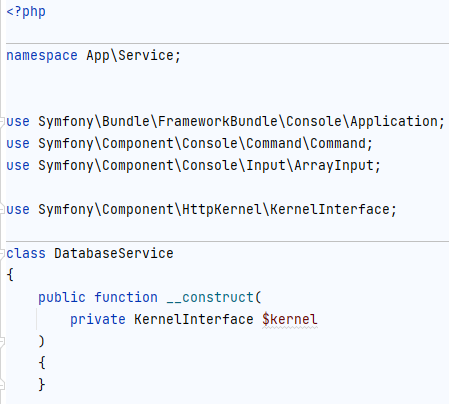 <?php
namespace App\Service;
use Symfony\Bundle\FrameworkBundle\Console\Application;
use Symfony\Component\Console\Command\Command;
use Symfony\Component\Console\Input\ArrayInput;
use Symfony\Component\HttpKernel\KernelInterface;
class DatabaseService
{
    public function __construct(
        private KernelInterface $kernel
    )
    {
    }